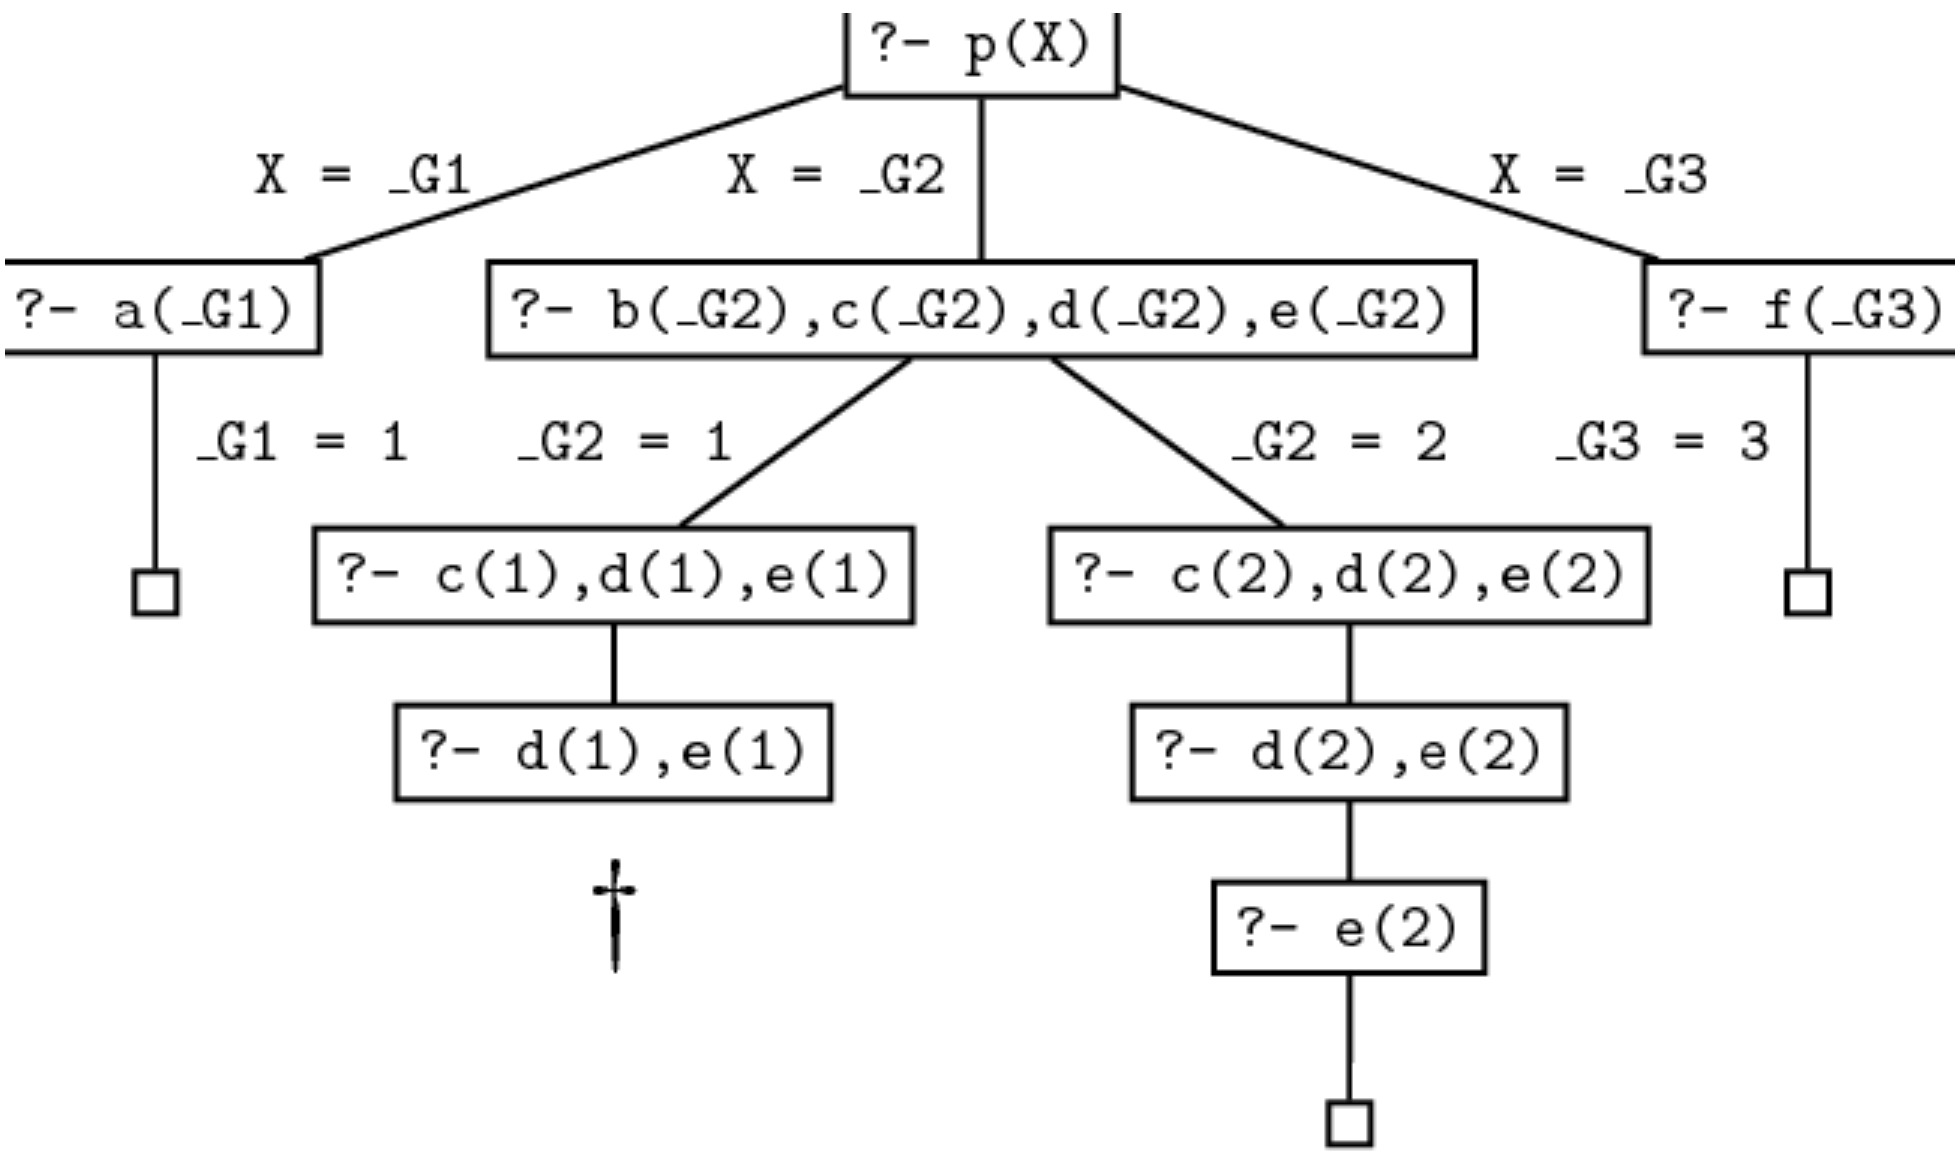 ?- p(X)
X = _G1 X = _G2 X = _G3
?- a(_G1) ?- b(_G2),c(_G2),d(_G2),e(_G2) ?- f(_G3)
_G1 = 1 _G2 = 1 _G2 = 2 _G3 = 3
?- c(1),d(1),e(1) ?- c(2),d(2),e(2)
?- d(1),e(1) ?- d(2),e(2)
†
?- e(2)